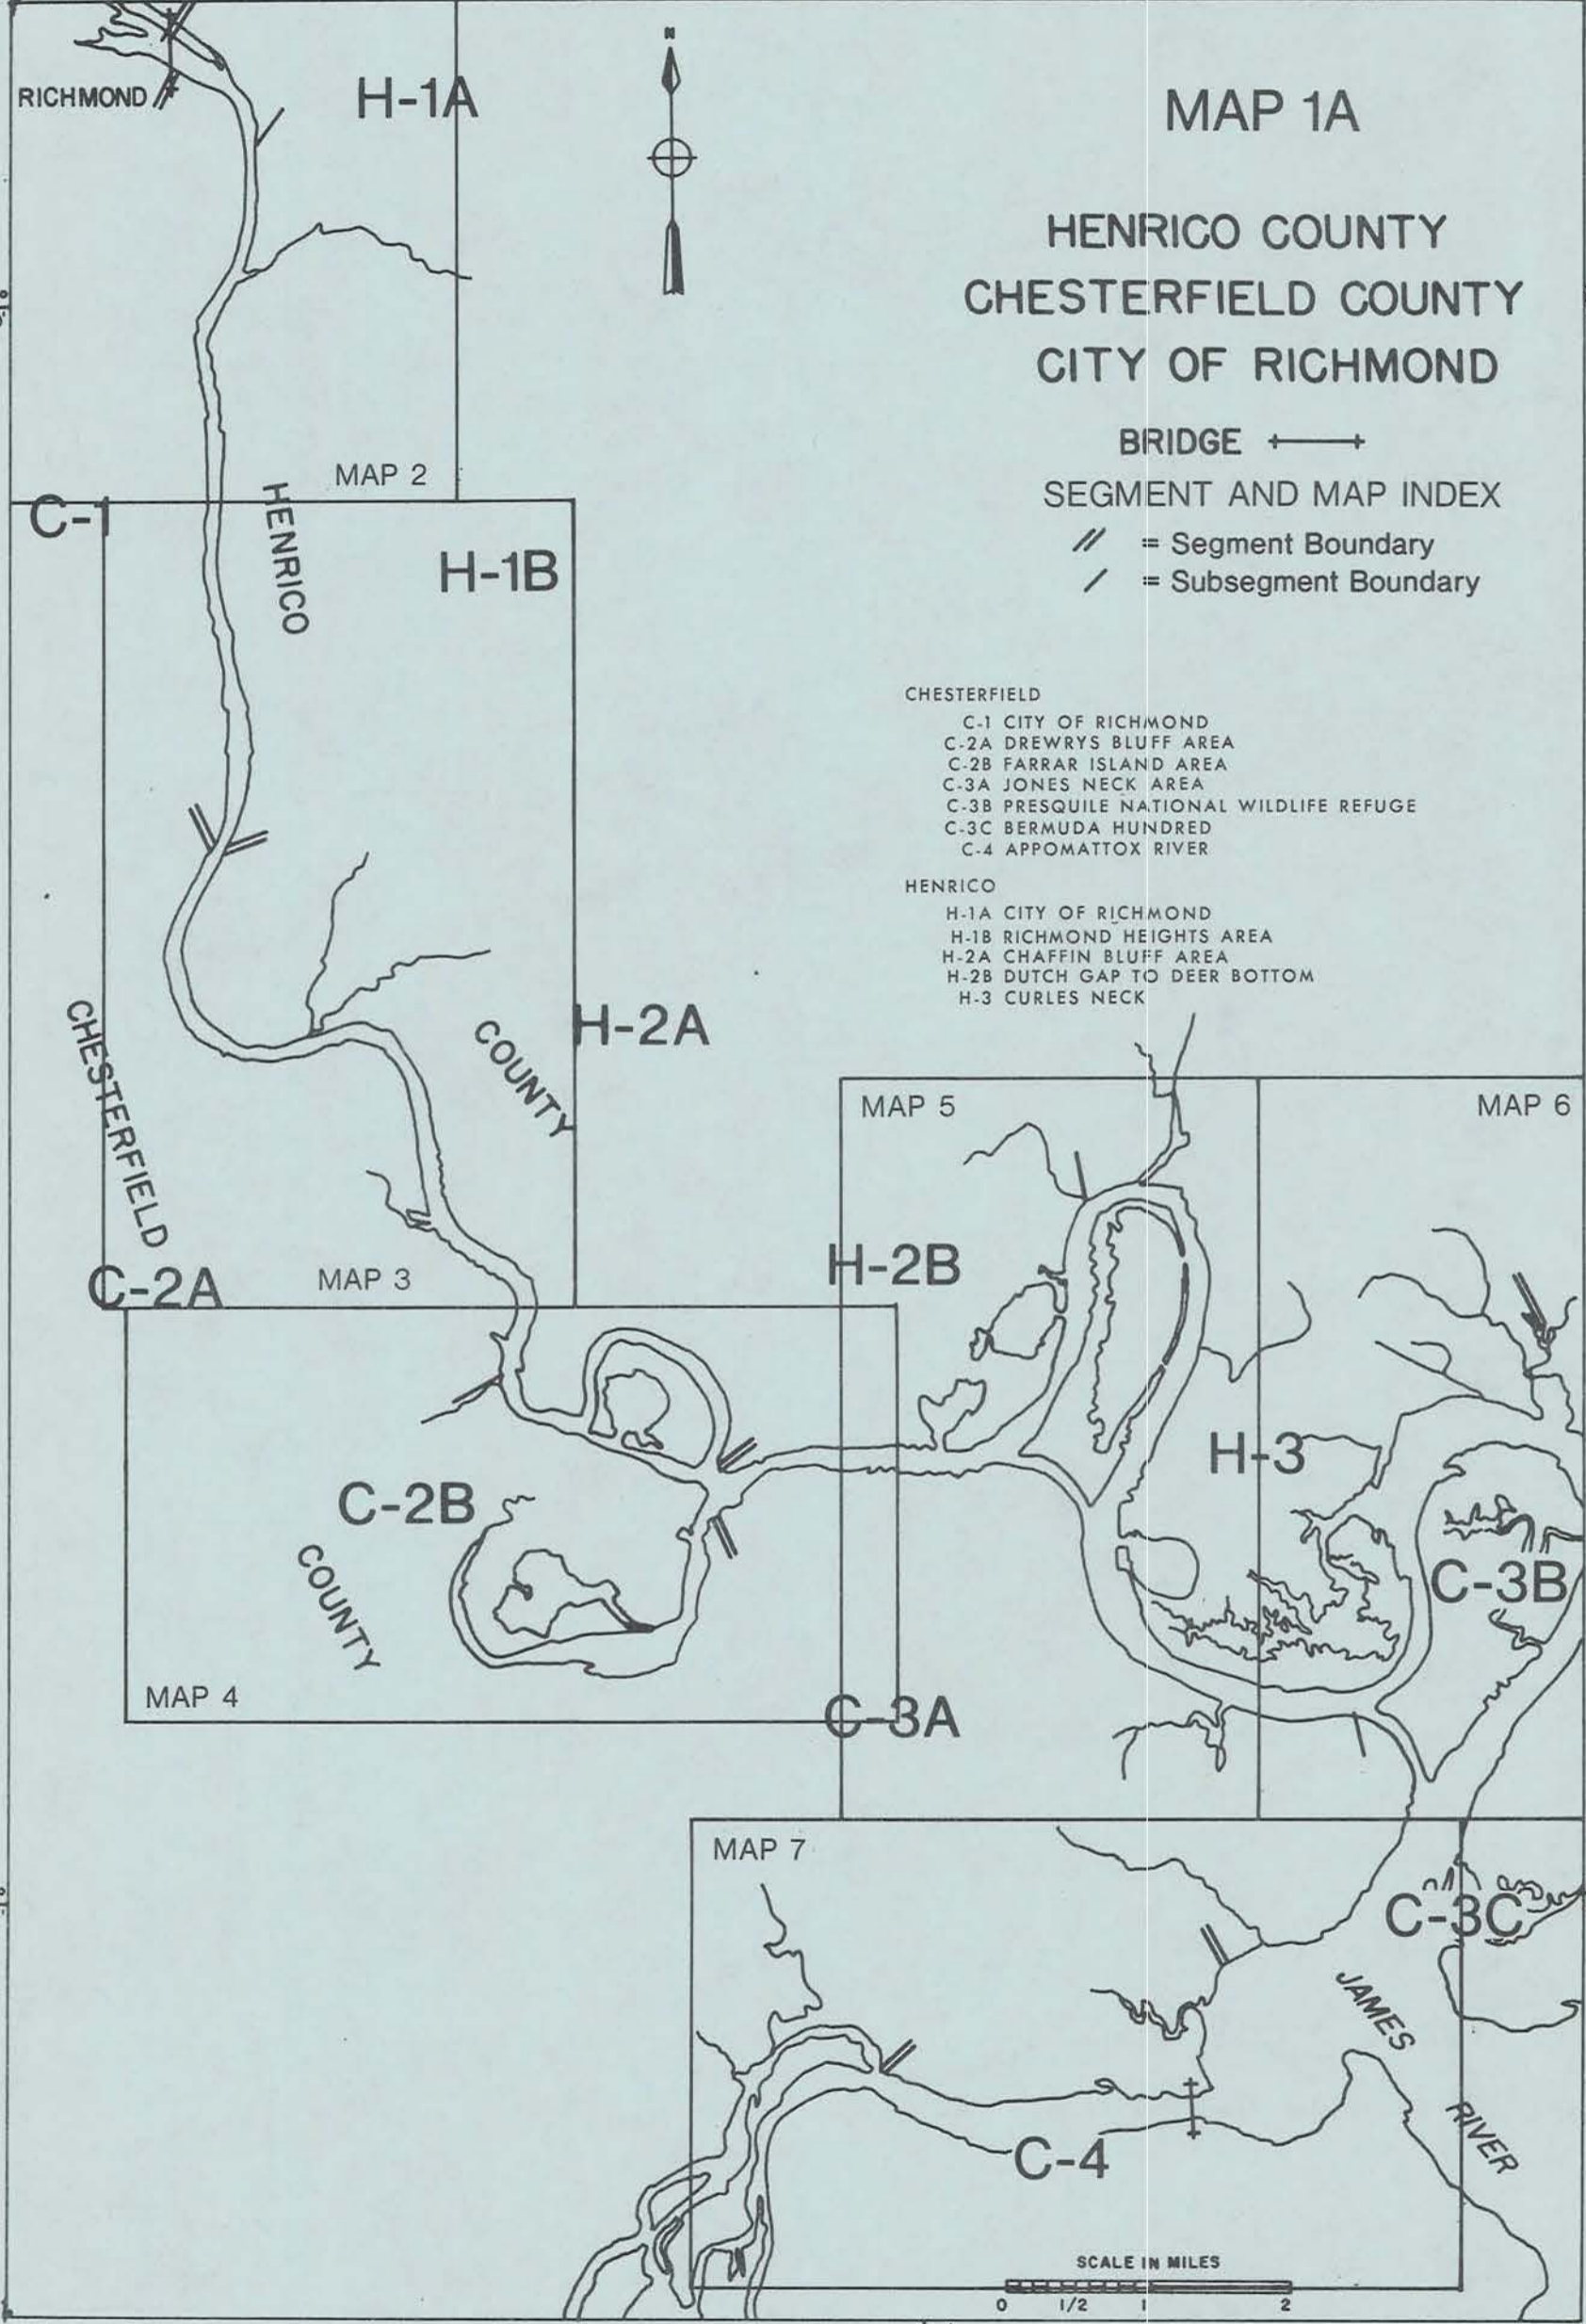 N
MAP 1A
RICHMOND
H-1A
HENRICO COUNTY
CHESTERFIELD COUNTY
CITY OF RICHMOND
BRIDGE
SEGMENT AND MAP INDEX
// = Segment Boundary
/ = Subsegment Boundary
MAP 2
C-1
HENRICO
H-1B
CHESTERFIELD
C-1 CITY OF RICHMOND
C-2A DREWRYS BLUFF AREA
C-2B FARRAR ISLAND AREA
C-3A JONES NECK AREA
C-3B PRESQUILE NATIONAL WILDLIFE REFUGE
C-3C BERMUDA HUNDRED
C-4 APPOMATTOX RIVER
HENRICO
H-1A CITY OF RICHMOND
H-1B RICHMOND HEIGHTS AREA
H-2A CHAFFIN BLUFF AREA
H-2B DUTCH GAP TO DEER BOTTOM
H-3 CURLES NECK
CHESTERFIELD
COUNTY
H-2A
MAP 5
MAP 6
H-2B
C-2A
MAP 3
H-3
C-2B
COUNTY
C-3B
MAP 4
C-3A
MAP 7
C-3C
JAMES
RIVER
C-4
SCALE IN MILES
0 1/2 1 2